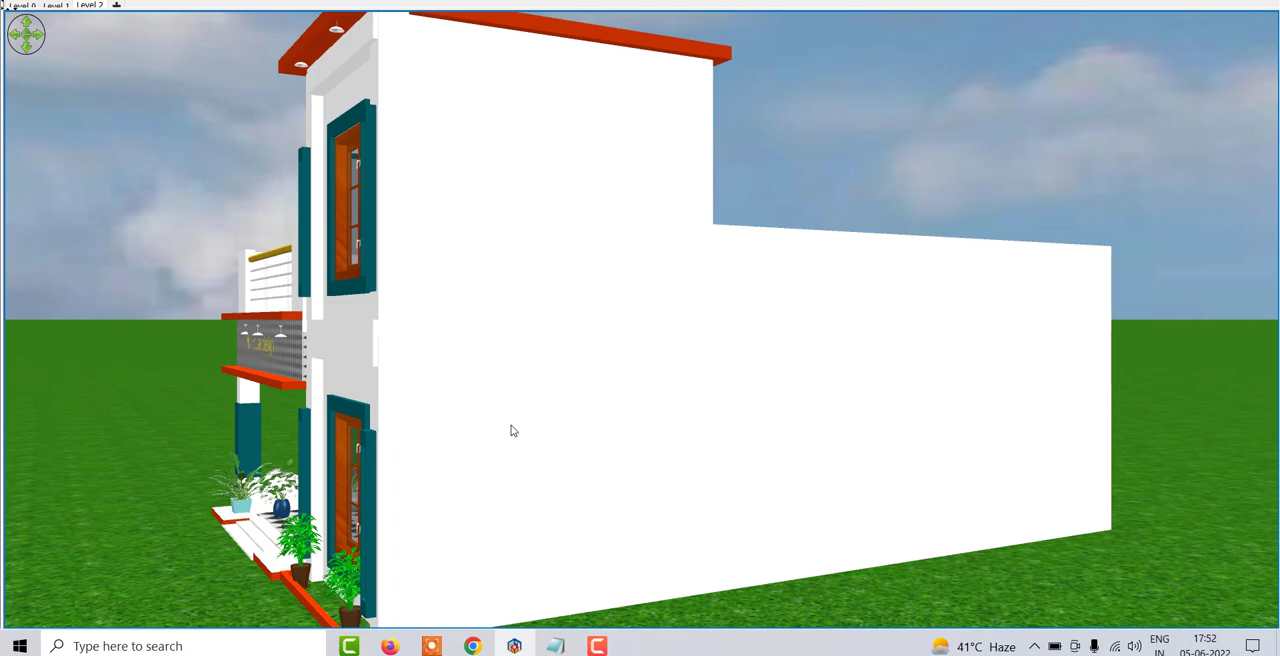 Level 0 Level 1 Level 2
Type here to search
41°C Haze
ENG
IN
17:52
05-06-2022